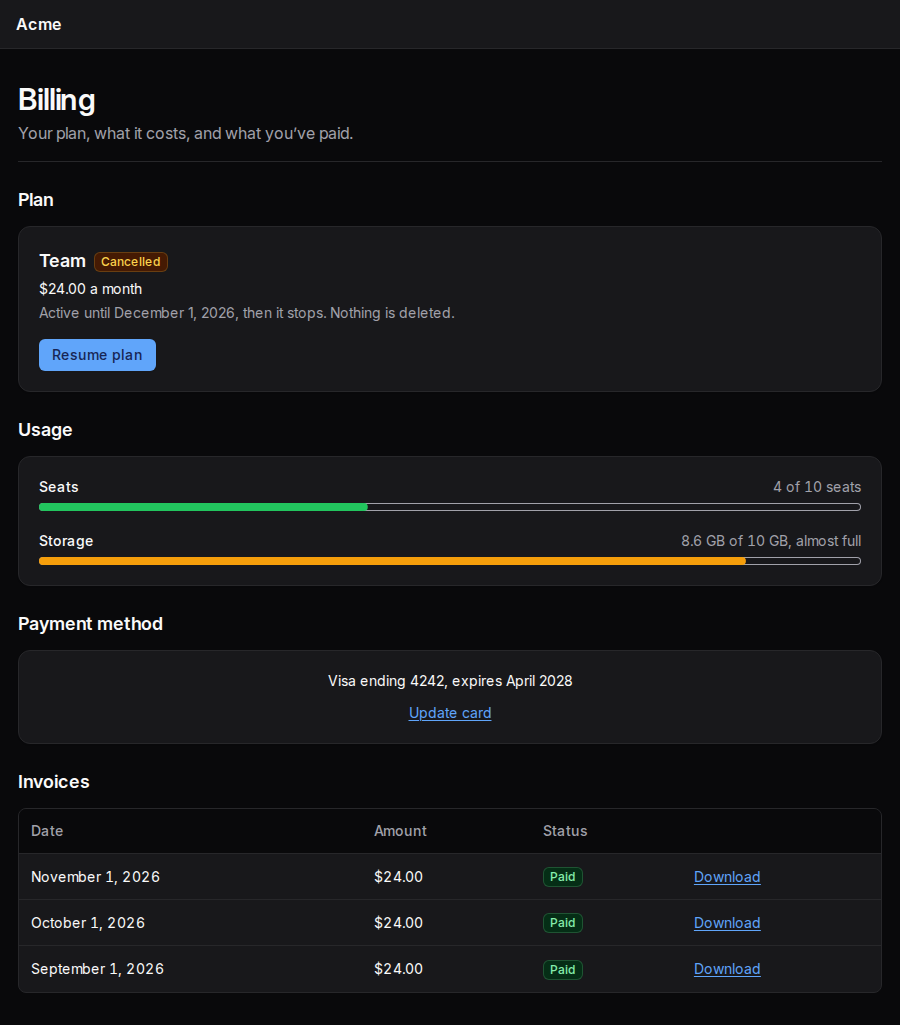 Acme
Billing
Your plan, what it costs, and what you’ve paid.
Plan
Team Cancelled
$24.00 a month
Active until December 1, 2026, then it stops. Nothing is deleted.
Resume plan
Usage
Seats 4 of 10 seats
Storage 8.6 GB of 10 GB, almost full
Payment method
Visa ending 4242, expires April 2028
Update card
Invoices
Date Amount Status
November 1, 2026 $24.00 Paid Download
October 1, 2026 $24.00 Paid Download
September 1, 2026 $24.00 Paid Download